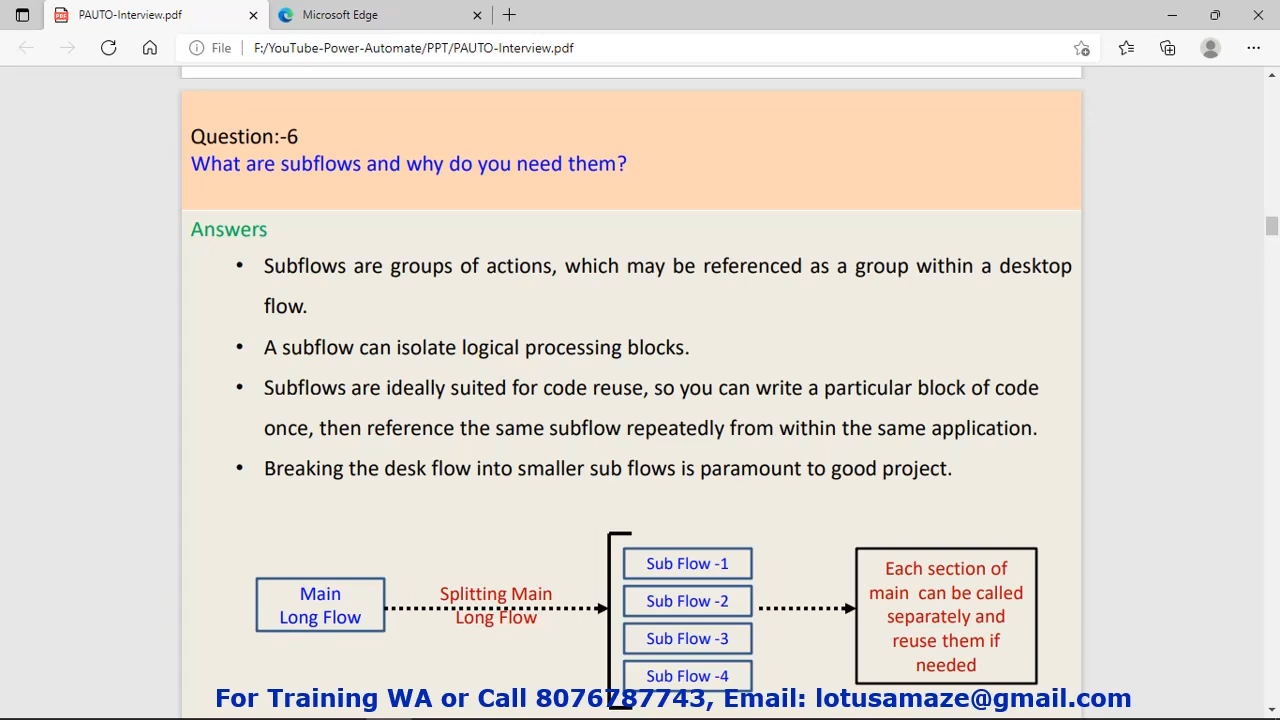 PAUTO-Interview.pdf
Microsoft Edge
File
F:/YouTube-Power-Automate/PPT/PAUTO-Interview.pdf
Question:-6
What are subflows and why do you need them?
Answers
• Subflows are groups of actions, which may be referenced as a group within a desktop
flow.
• A subflow can isolate logical processing blocks.
• Subflows are ideally suited for code reuse, so you can write a particular block of code
once, then reference the same subflow repeatedly from within the same application.
• Breaking the desk flow into smaller sub flows is paramount to good project.
Main
Long Flow
Splitting Main
Long Flow
Sub Flow -1
Sub Flow -2
Sub Flow -3
Sub Flow -4
Each section of
main can be called
separately and
reuse them if
needed
For Training WA or Call 8076787743, Email: lotusamaze@gmail.com